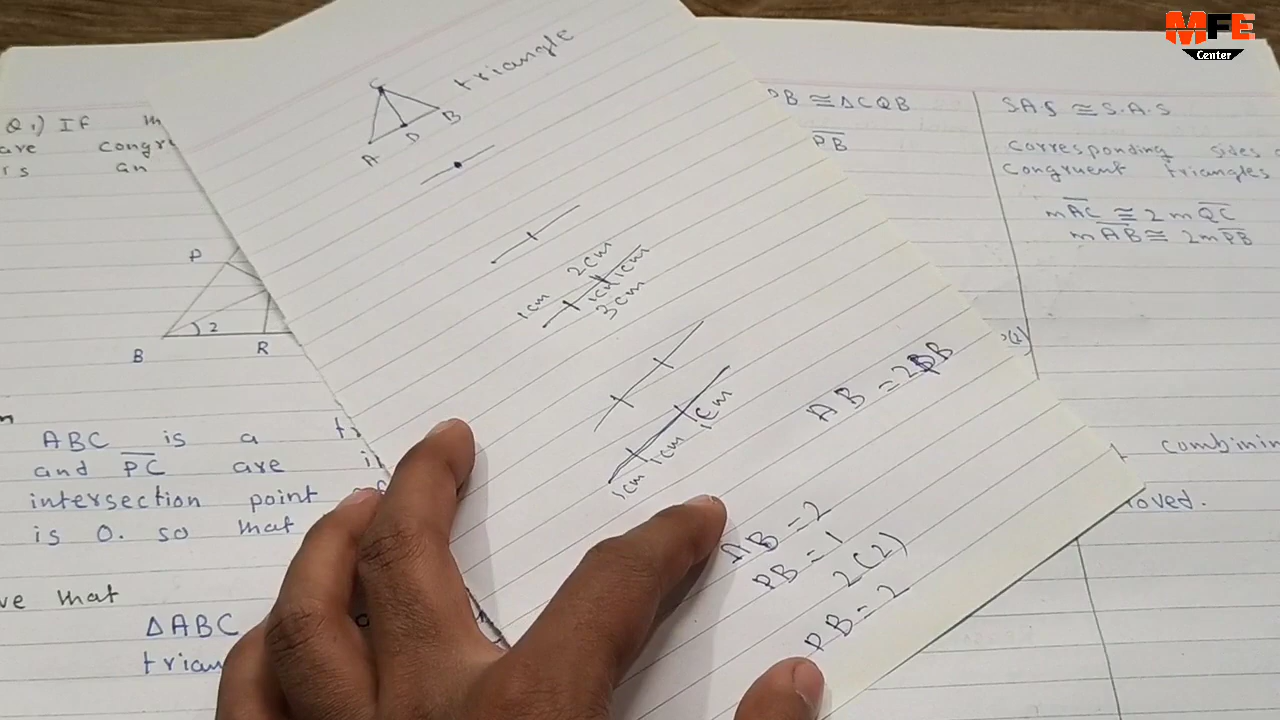 MFE
Center
Q.) If
are congr
rs an
P
2
B
R
ABC is a
and PC are
intersection point
is O. so that
ve that
ΔABC
trian
C
A
D
B
triangle
2cm
1cm
1cm
1cm
3cm
1cm
1cm
1cm
AB = 2PB
AB = 2
PB = 1
2(2)
PB = 2
PB ≅ ΔCQB
PB
S.A.S ≅ S.A.S
corresponding sides
congruent triangles
mAC ≅ 2mQC
mAB ≅ 2mPB
(2)
combinin
oved.